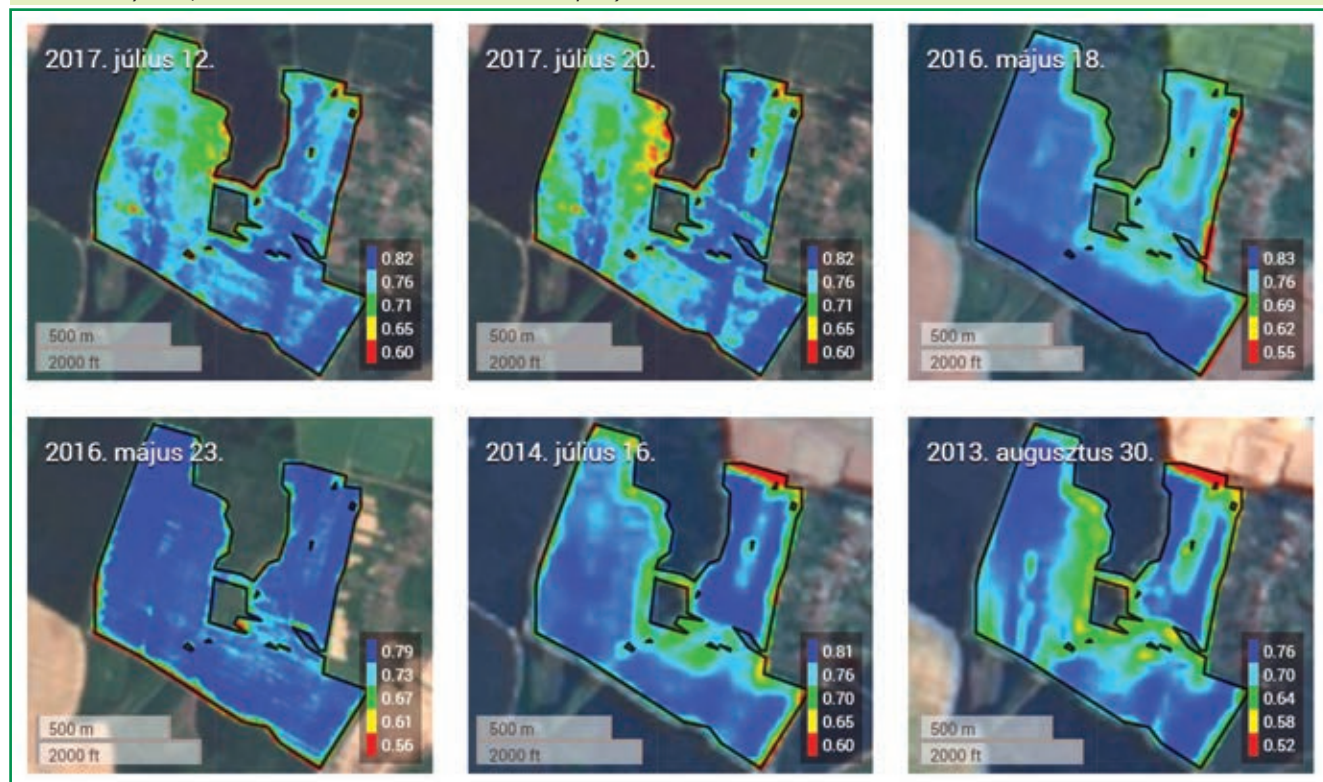 2017. július 12.
0.82
0.76
0.71
0.65
0.60
500 m
2000 ft
2017. július 20.
0.82
0.76
0.71
0.65
0.60
500 m
2000 ft
2016. május 18.
0.83
0.76
0.69
0.62
0.55
500 m
2000 ft
2016. május 23.
0.79
0.73
0.67
0.61
0.56
500 m
2000 ft
2014. július 16.
0.81
0.76
0.70
0.65
0.60
500 m
2000 ft
2013. augusztus 30.
0.76
0.70
0.64
0.58
0.52
500 m
2000 ft